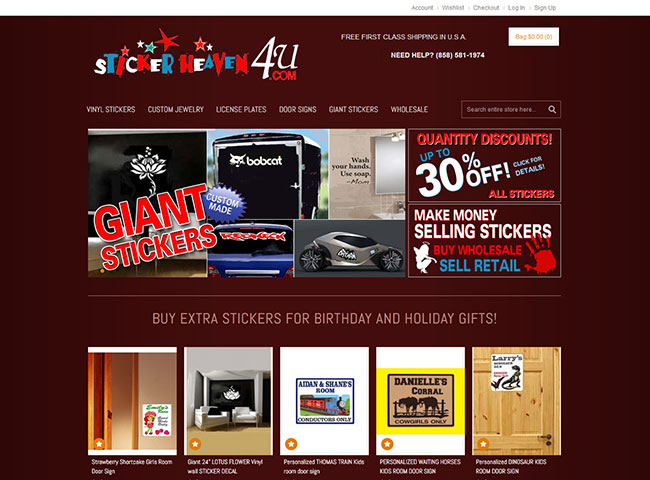 Account Wishlist Checkout Log In Sign Up
STICKER HEAVEN 4U .COM
FREE FIRST CLASS SHIPPING IN U.S.A.
Bag $0.00 (0)
NEED HELP? (858) 581-1974
VINYL STICKERS CUSTOM JEWELRY LICENSE PLATES DOOR SIGNS GIANT STICKERS WHOLESALE
Search entire store here...
GIANT
STICKERS
bobcat
CUSTOM
MADE
Wash
your hands.
Use soap.
~Mom
QUANTITY DISCOUNTS!
UP TO
30% OFF!
CLICK FOR
DETAILS!
ALL STICKERS
MAKE MONEY
SELLING STICKERS
BUY WHOLESALE
SELL RETAIL
BUY EXTRA STICKERS FOR BIRTHDAY AND HOLIDAY GIFTS!
Emily's
AIDAN & SHANE'S
ROOM
CONDUCTORS ONLY
DANIELLE'S
CORRAL
COWGIRLS ONLY
Larry's
Strawberry Shortcake Girls Room
Door Sign
Giant 24" LOTUS FLOWER Vinyl
wall STICKER DECAL
Personalized THOMAS TRAIN Kids
room door sign
PERSONALIZED WAITING HORSES
KIDS ROOM DOOR SIGN
Personalized DINOSAUR KIDS
ROOM DOOR SIGN